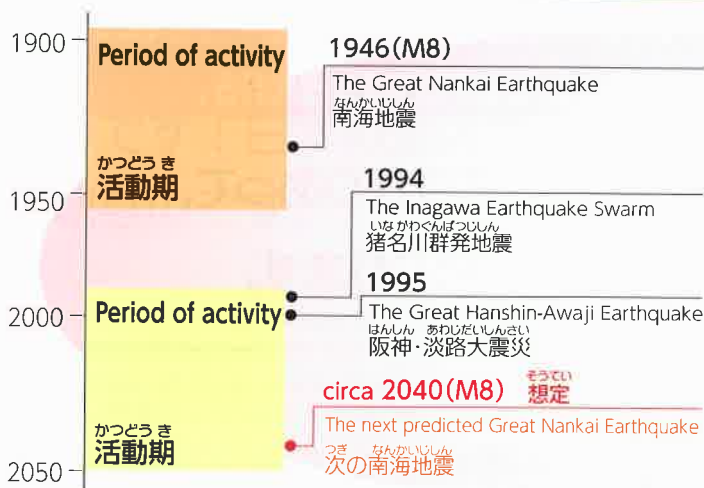 1900
Period of activity
かつどう き
活動期
1950
2000
Period of activity
かつどう き
活動期
2050
1946(M8)
The Great Nankai Earthquake
なんかいじしん
南海地震
1994
The Inagawa Earthquake Swarm
いながわぐんぱつじしん
猪名川群発地震
1995
The Great Hanshin-Awaji Earthquake
はんしん あわじだいしんさい
阪神・淡路大震災
circa 2040(M8) そうてい
想定
The next predicted Great Nankai Earthquake
つぎ なんかいじしん
次の南海地震